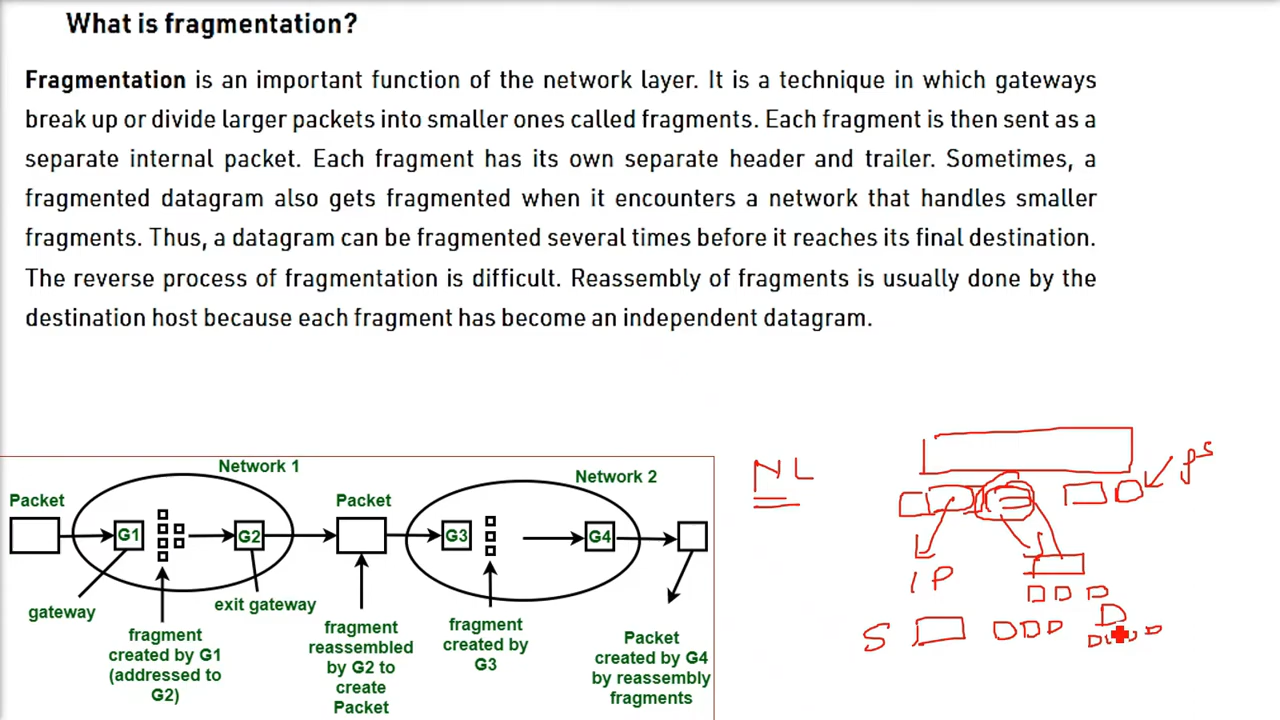 What is fragmentation?
Fragmentation is an important function of the network layer. It is a technique in which gateways
break up or divide larger packets into smaller ones called fragments. Each fragment is then sent as a
separate internal packet. Each fragment has its own separate header and trailer. Sometimes, a
fragmented datagram also gets fragmented when it encounters a network that handles smaller
fragments. Thus, a datagram can be fragmented several times before it reaches its final destination.
The reverse process of fragmentation is difficult. Reassembly of fragments is usually done by the
destination host because each fragment has become an independent datagram.
Network 1
Network 2
Packet
Packet
G1
G2
G3
G4
gateway
exit gateway
fragment
created by G1
(addressed to
G2)
fragment
reassembled
by G2 to
create
Packet
fragment
created by
G3
Packet
created by G4
by reassembly
fragments
NL
IP
S
D